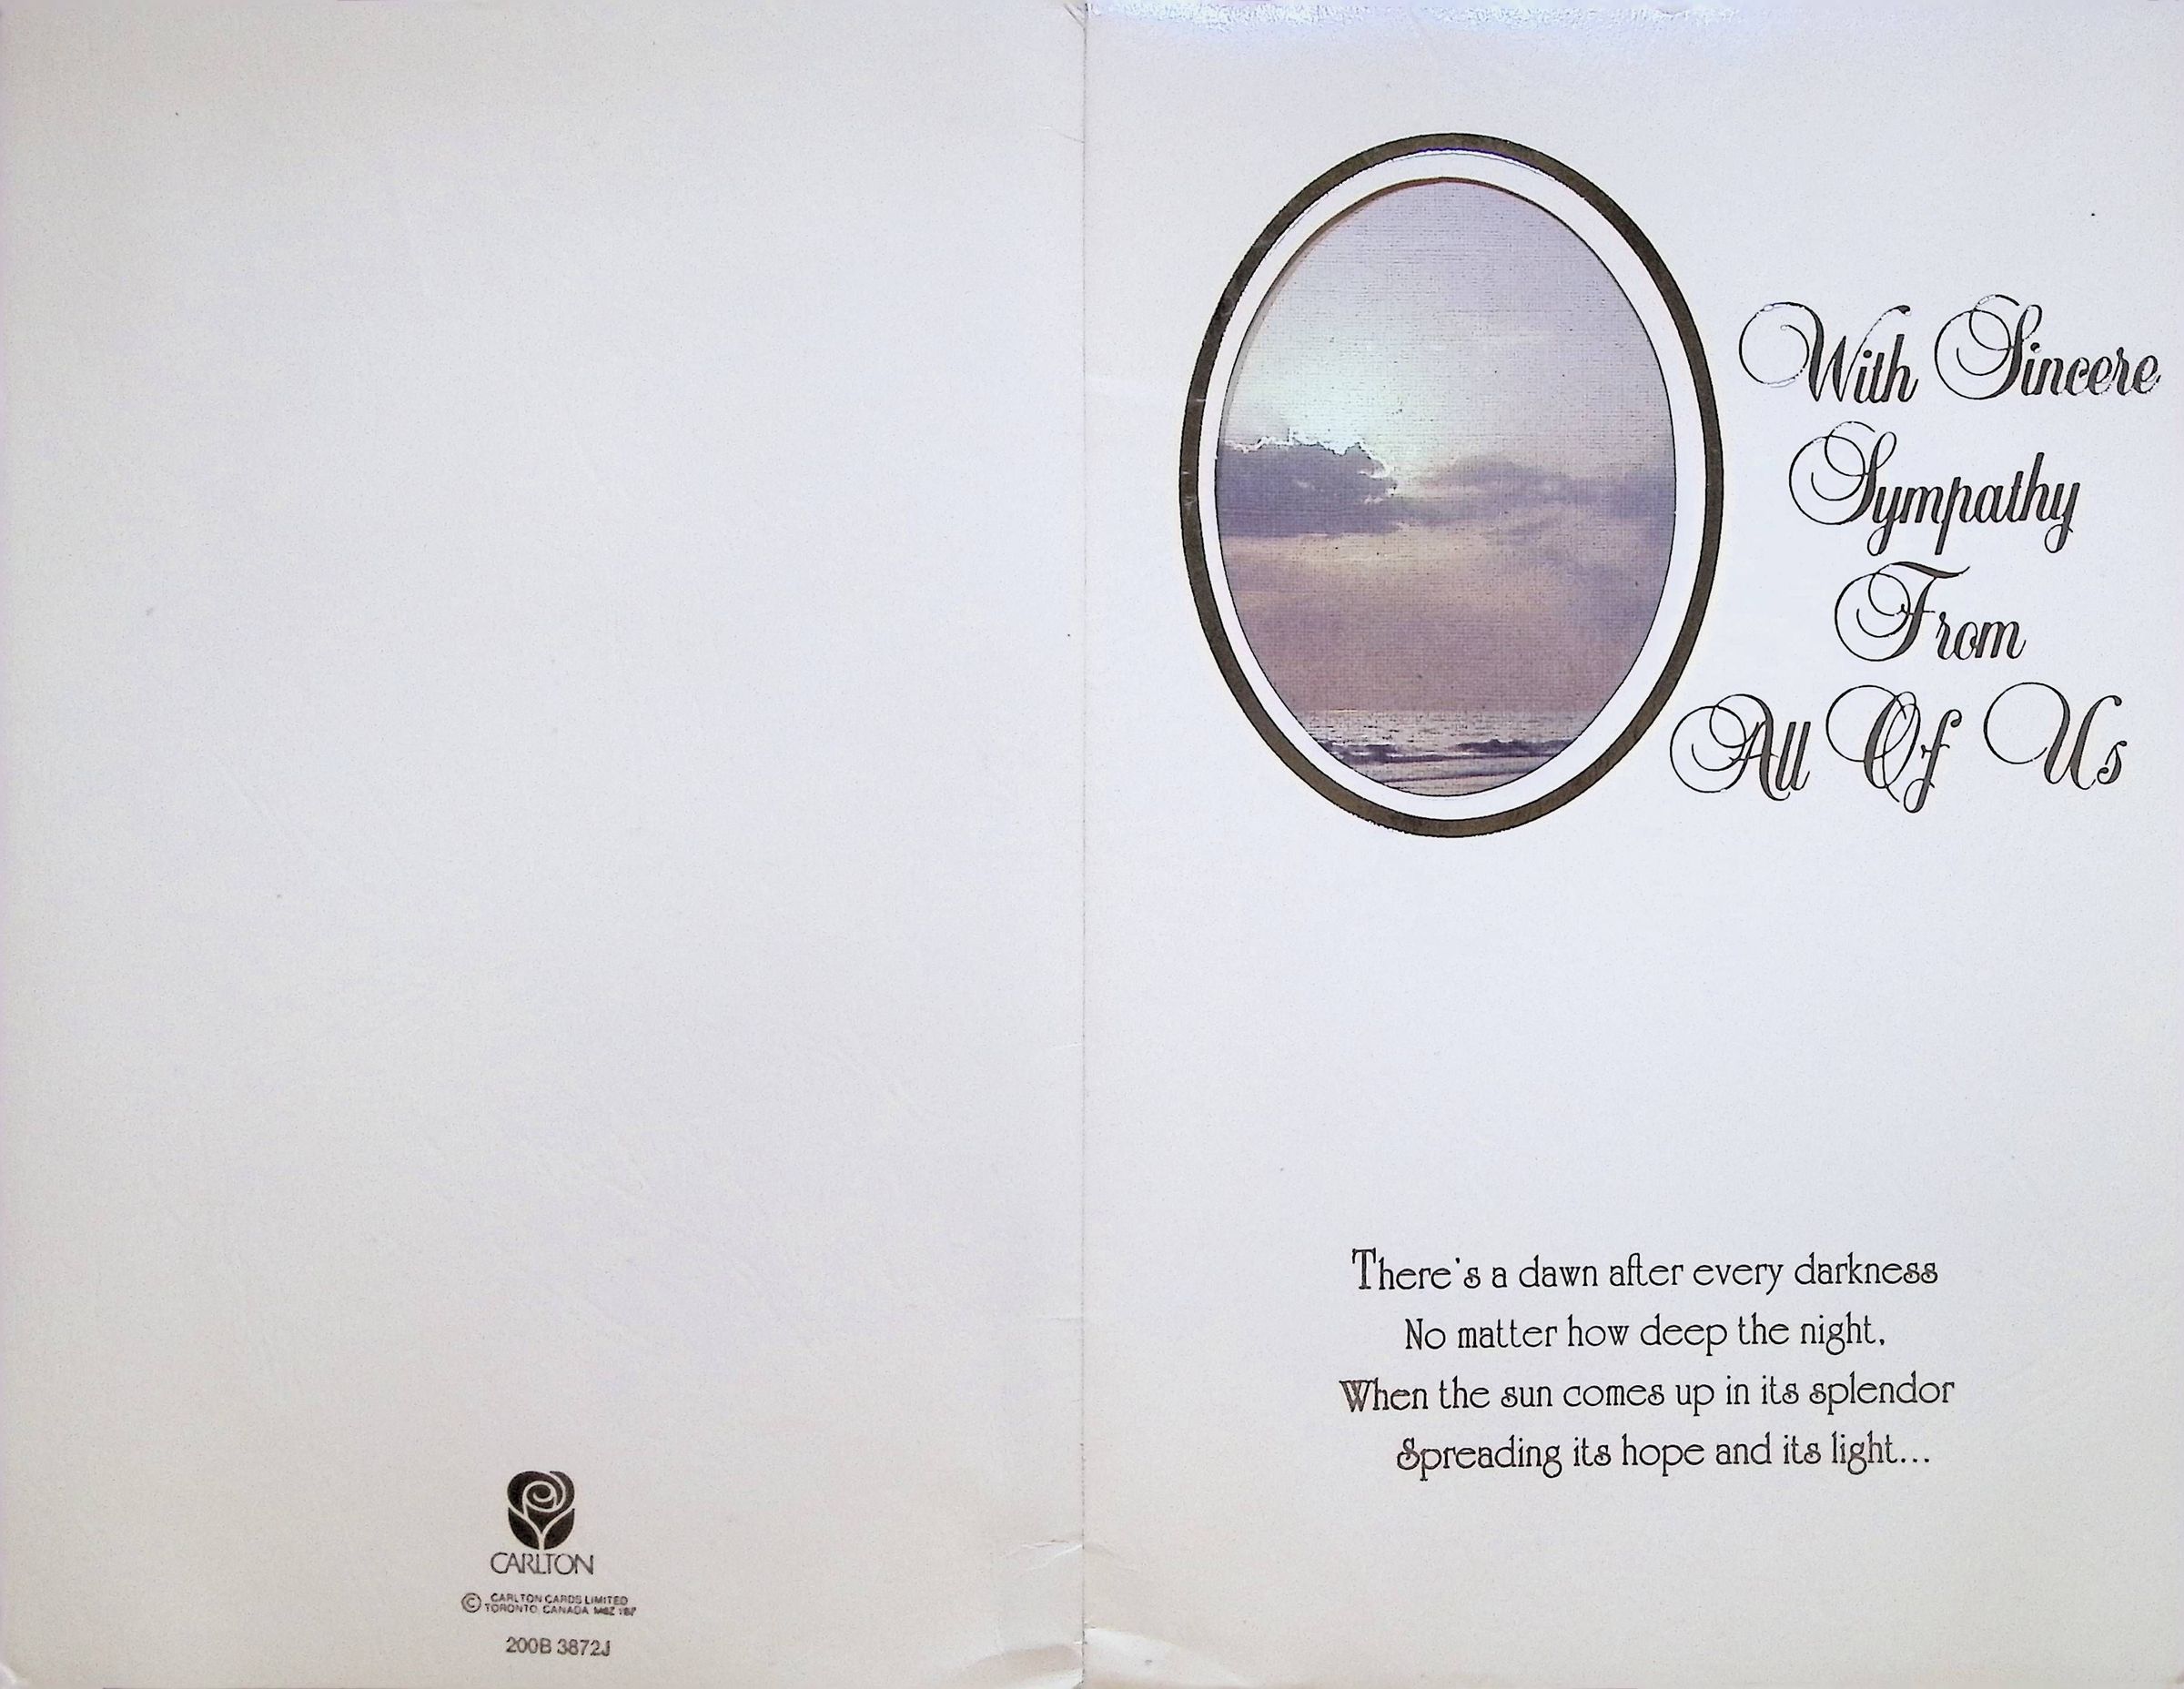 With Sincere
Sympathy
From
All Of Us
There's a dawn after every darkness
No matter how deep the night,
When the sun comes up in its splendor
Spreading its hope and its light...
CARLTON
© CARLTON CARDS LIMITED
TORONTO, CANADA
200B 3872J